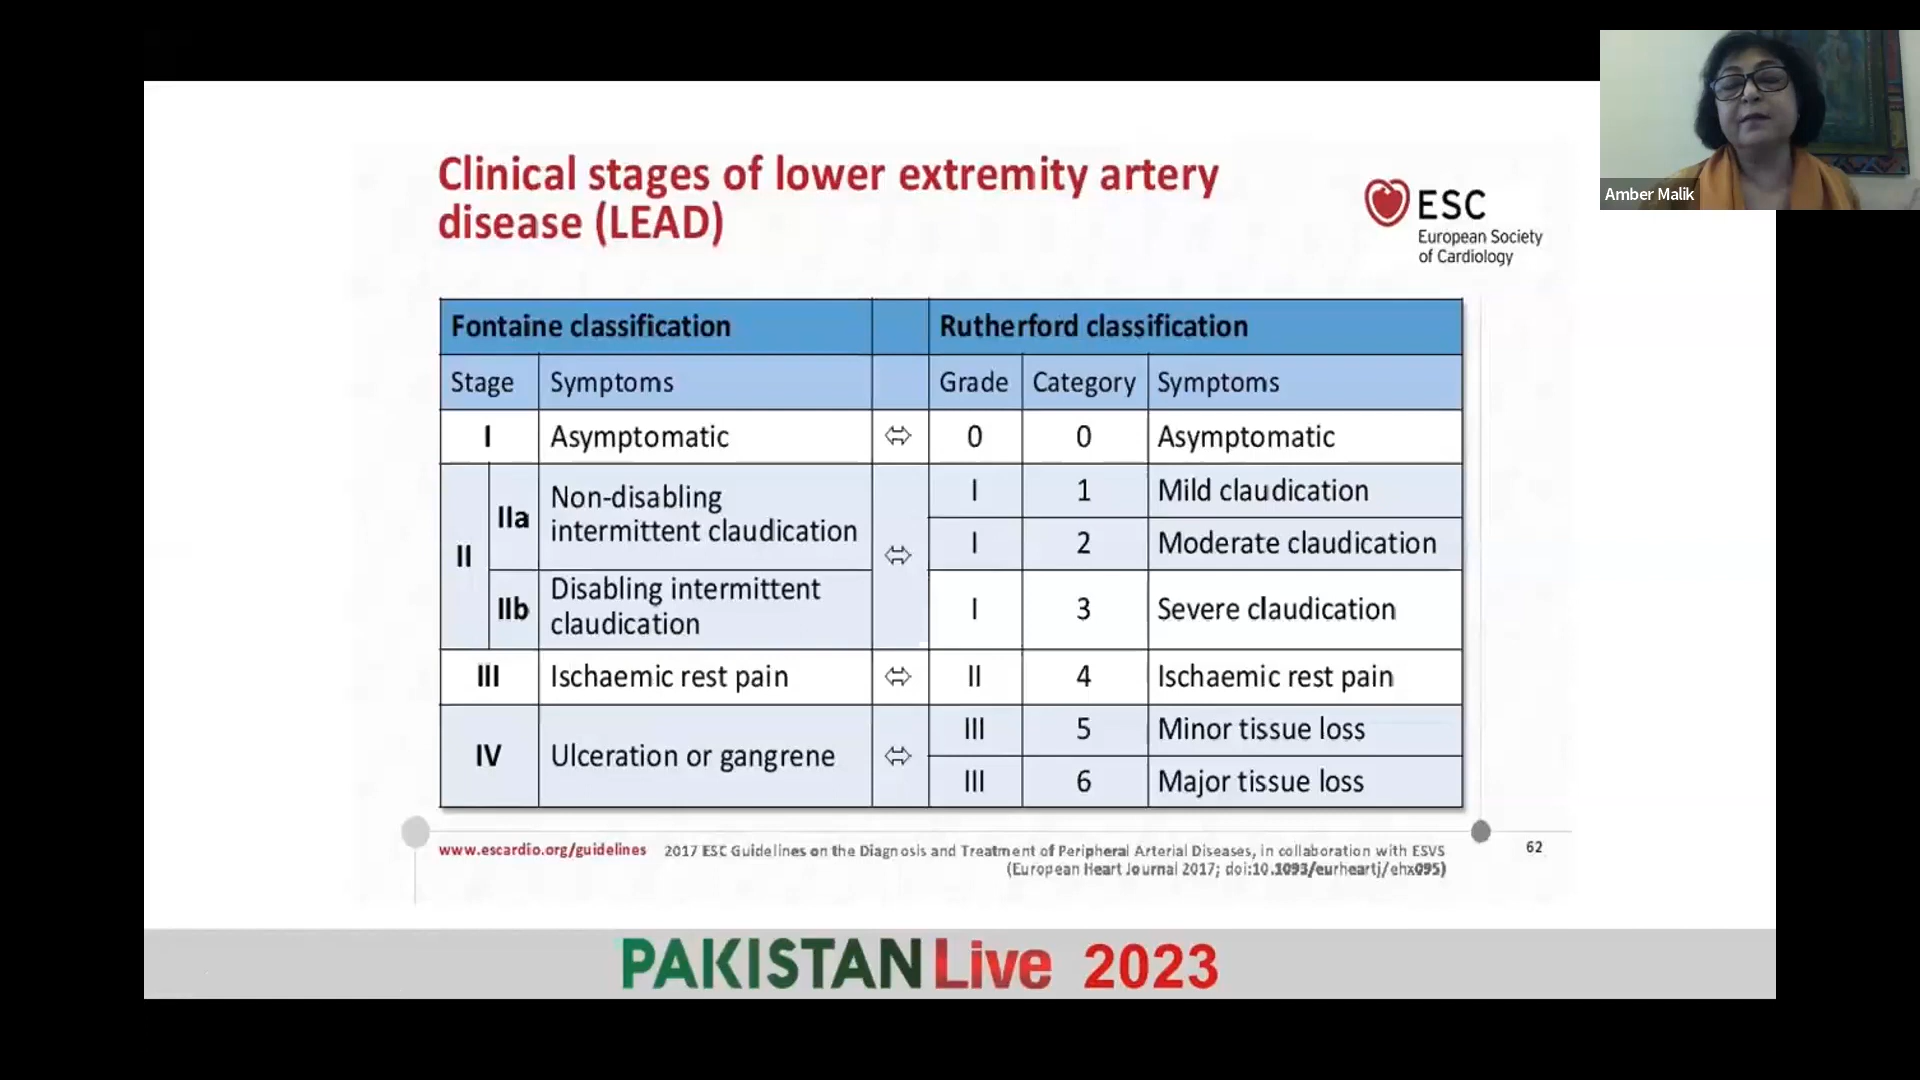 Amber Malik
Clinical stages of lower extremity artery
disease (LEAD)
ESC
European Society
of Cardiology
Fontaine classification Rutherford classification
Stage Symptoms Grade Category Symptoms
I Asymptomatic ⬄ 0 0 Asymptomatic
II IIa Non-disabling
intermittent claudication
⬄
I 1 Mild claudication
I 2 Moderate claudication
IIb Disabling intermittent
claudication
I 3 Severe claudication
III Ischaemic rest pain ⬄ II 4 Ischaemic rest pain
IV Ulceration or gangrene ⬄
III 5 Minor tissue loss
III 6 Major tissue loss
www.escardio.org/guidelines 2017 ESC Guidelines on the Diagnosis and Treatment of Peripheral Arterial Diseases, in collaboration with ESVS
(European Heart Journal 2017; doi:10.1093/eurheartj/ehx095)
62
PAKISTAN Live 2023